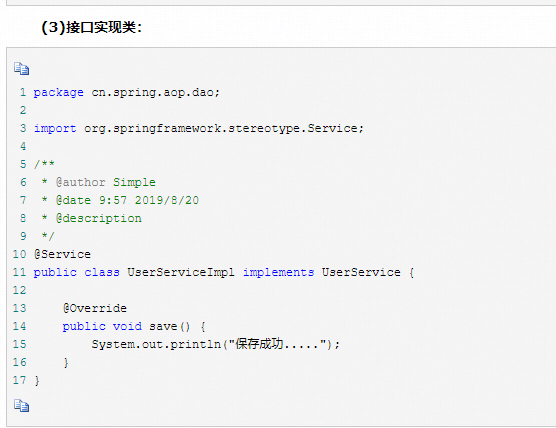 (3)接口实现类：
1 package cn.spring.aop.dao;
2
3 import org.springframework.stereotype.Service;
4
5 /**
6  * @author Simple
7  * @date 9:57 2019/8/20
8  * @description
9  */
10 @Service
11 public class UserServiceImpl implements UserService {
12
13     @Override
14     public void save() {
15         System.out.println("保存成功.....");
16     }
17 }